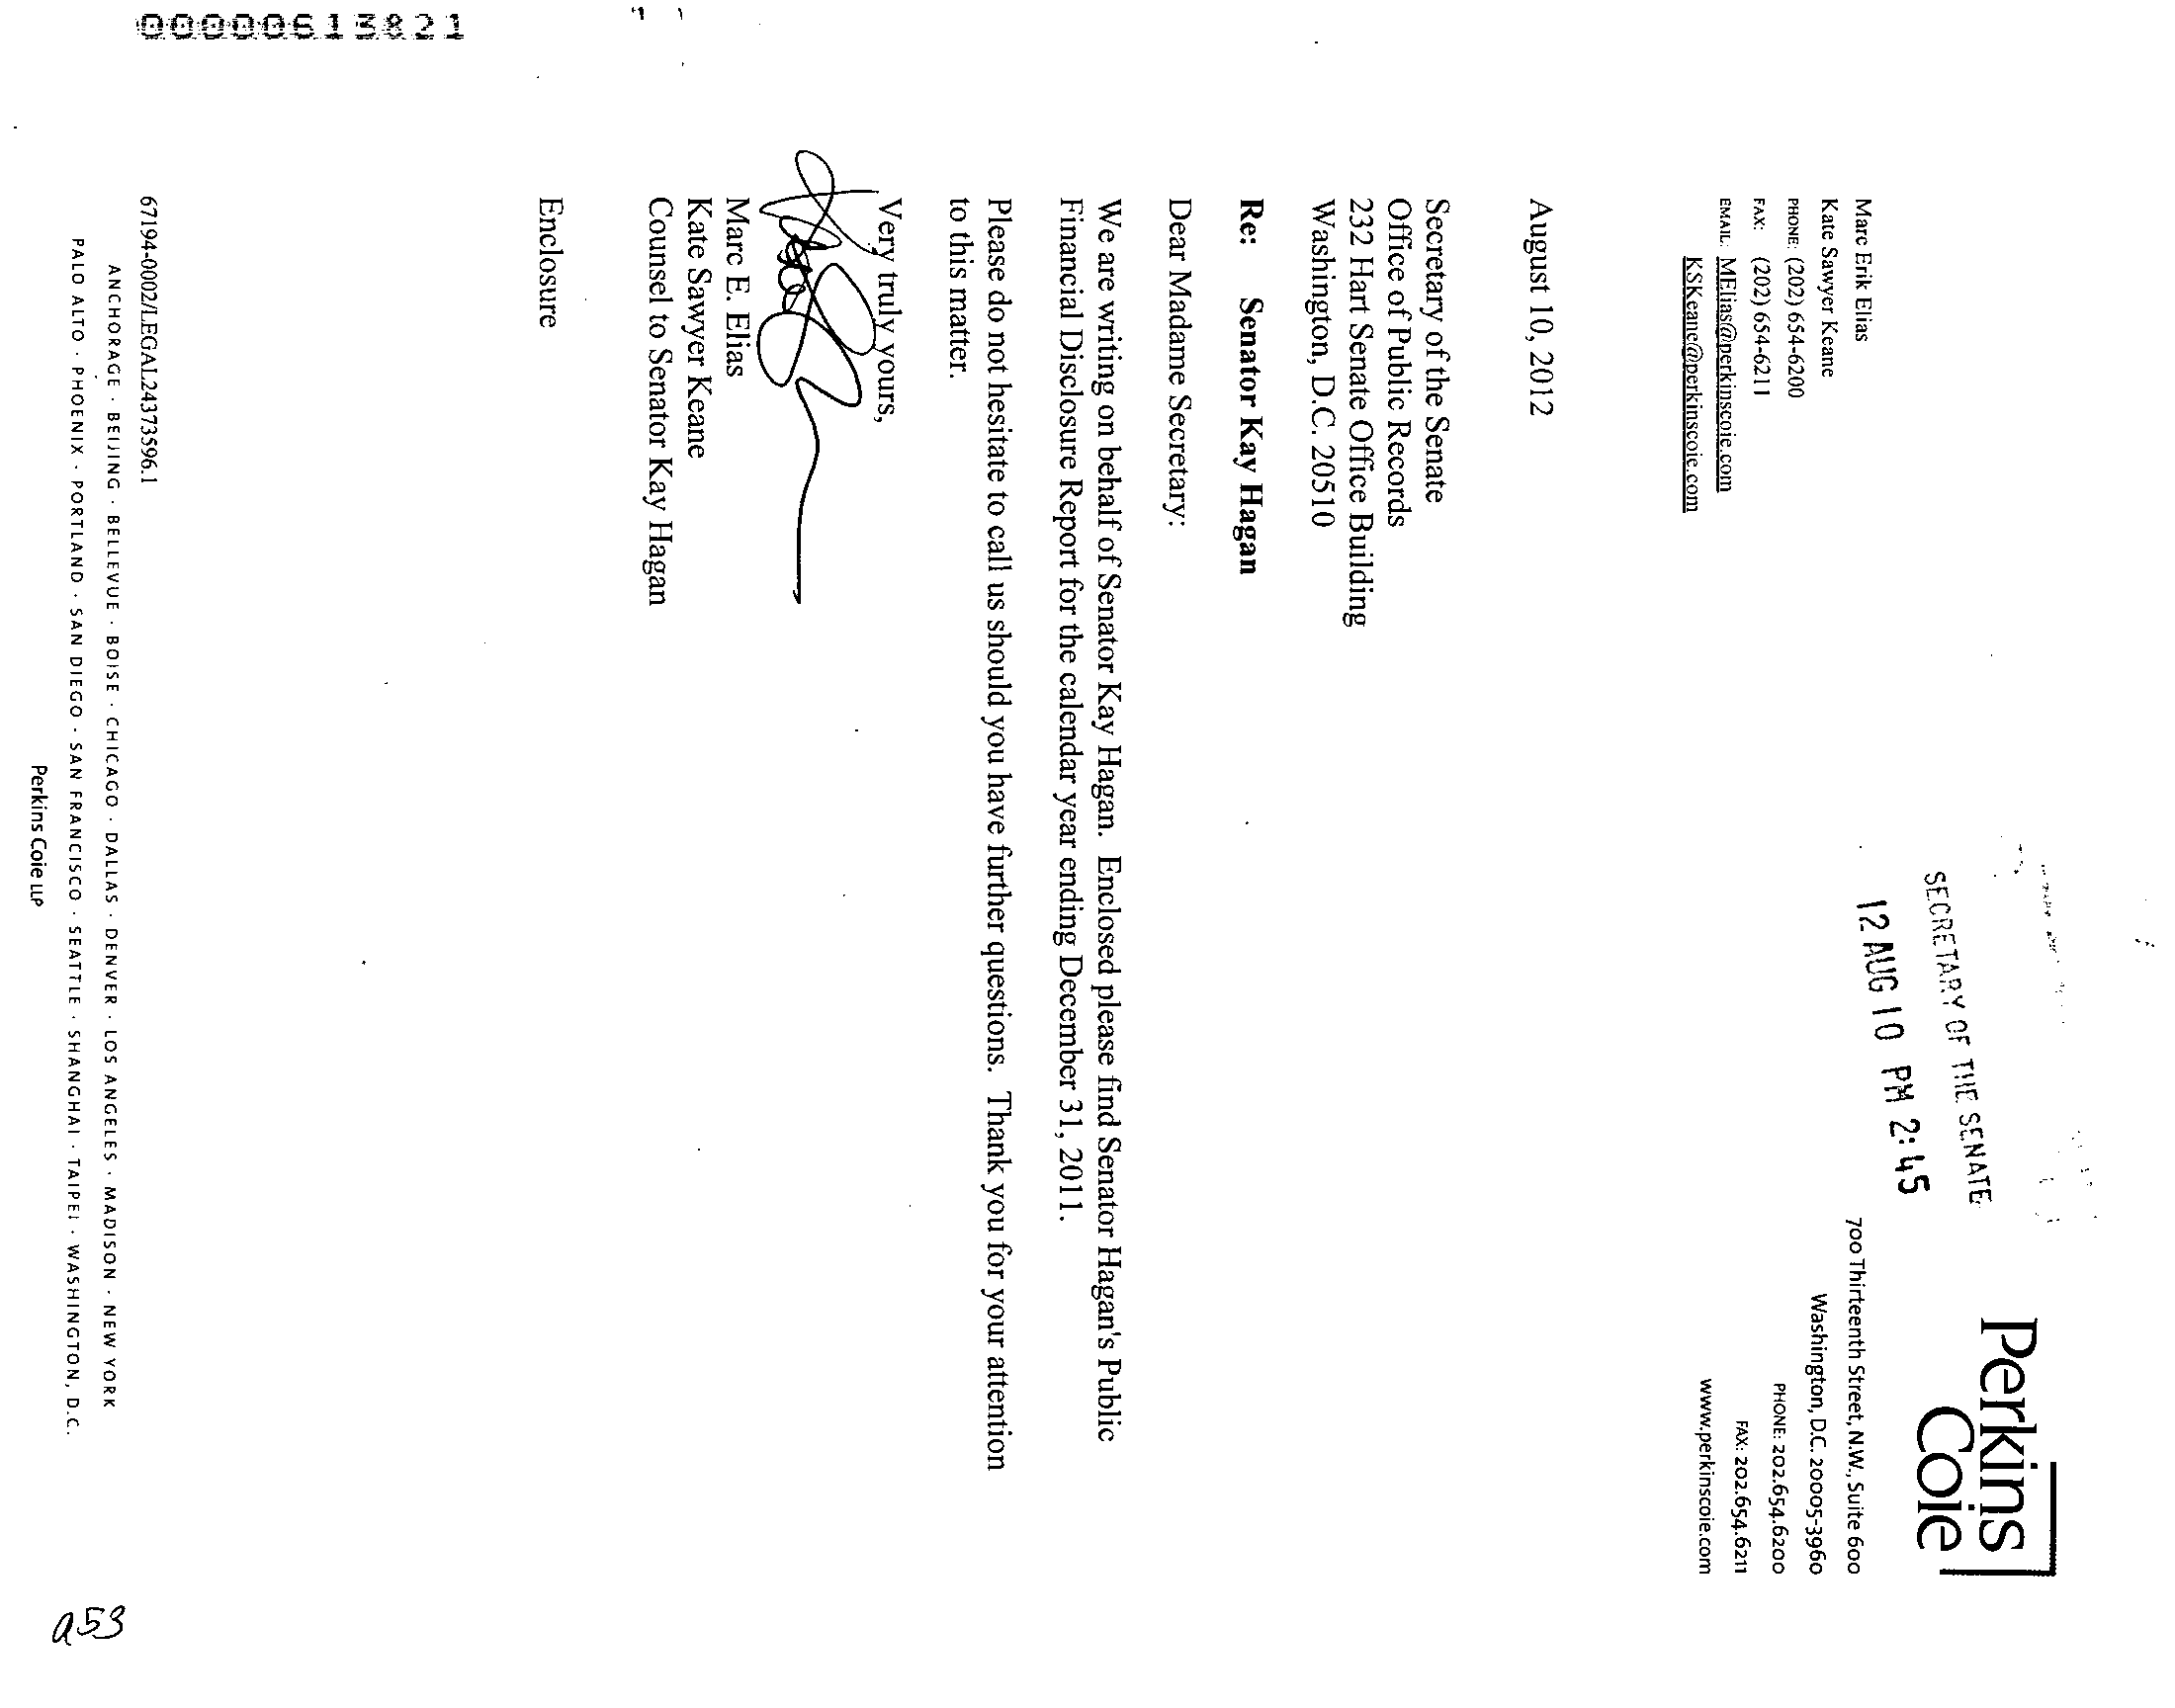 Perkins
Coie
SECRETARY OF THE SENATE
12 AUG 10 PM 2:45
Marc Erik Elias
Kate Sawyer Keane
PHONE: (202) 654-6200
FAX: (202) 654-6211
EMAIL: MElias@perkinscoie.com
KSKeane@perkinscoie.com
700 Thirteenth Street, N.W., Suite 600
Washington, D.C. 20005-3960
PHONE: 202.654.6200
FAX: 202.654.6211
www.perkinscoie.com
August 10, 2012
Secretary of the Senate
Office of Public Records
232 Hart Senate Office Building
Washington, D.C. 20510
Re: Senator Kay Hagan
Dear Madame Secretary:
We are writing on behalf of Senator Kay Hagan. Enclosed please find Senator Hagan's Public
Financial Disclosure Report for the calendar year ending December 31, 2011.
Please do not hesitate to call us should you have further questions. Thank you for your attention
to this matter.
Very truly yours,
Marc E. Elias
Kate Sawyer Keane
Counsel to Senator Kay Hagan
Enclosure
67194-0002/LEGAL24373596.1
ANCHORAGE · BEIJING · BELLEVUE · BOISE · CHICAGO · DALLAS · DENVER · LOS ANGELES · MADISON · NEW YORK
PALO ALTO · PHOENIX · PORTLAND · SAN DIEGO · SAN FRANCISCO · SEATTLE · SHANGHAI · TAIPEI · WASHINGTON, D.C.
Perkins Coie LLP
00000613821